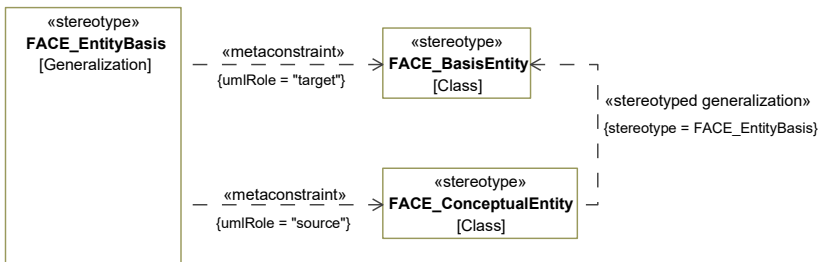 «stereotype»
FACE_EntityBasis
[Generalization]
«metaconstraint»
{umlRole = "target"}
«stereotype»
FACE_BasisEntity
[Class]
«stereotyped generalization»
{stereotype = FACE_EntityBasis}
«metaconstraint»
{umlRole = "source"}
«stereotype»
FACE_ConceptualEntity
[Class]